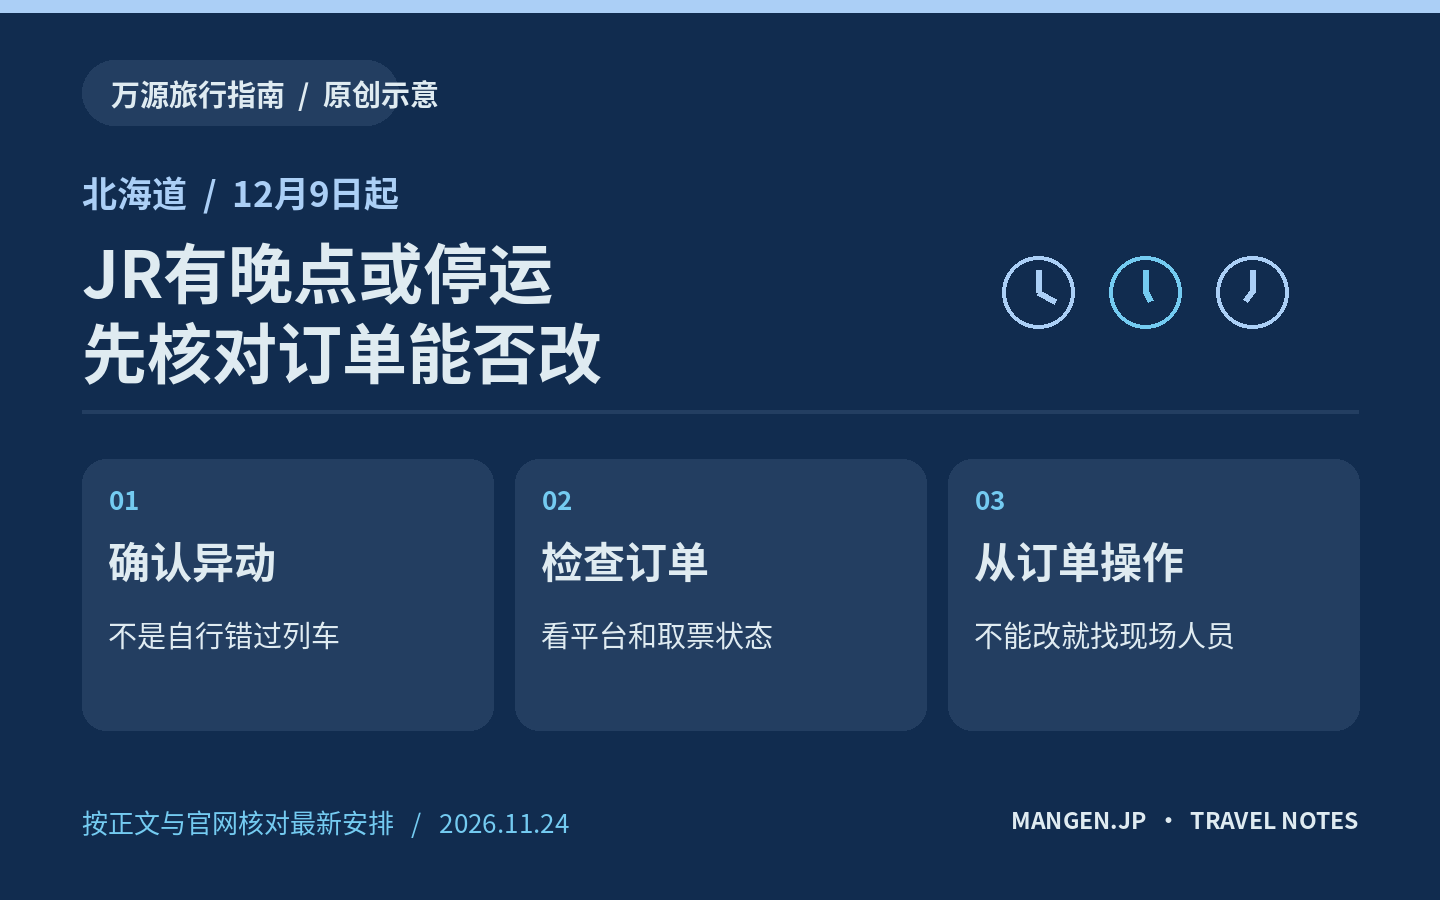 万源旅行指南 / 原创示意
北海道 / 12月9日起
JR有晚点或停运
先核对订单能否改
01
确认异动
不是自行错过列车
02
检查订单
看平台和取票状态
03
从订单操作
不能改就找现场人员
按正文与官网核对最新安排 / 2026.11.24
MANGEN.JP · TRAVEL NOTES